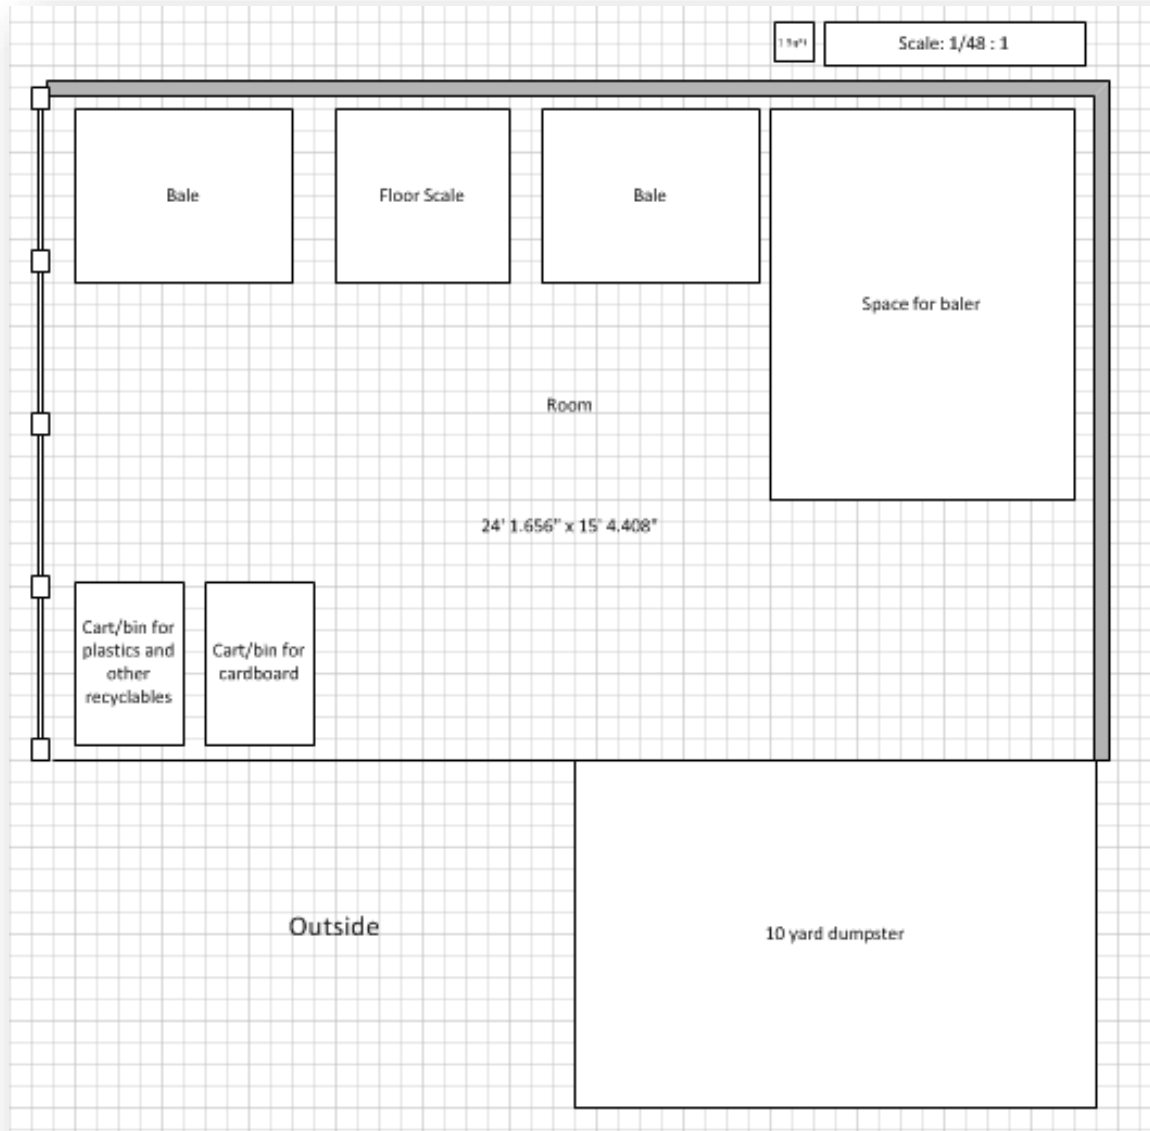 Scale: 1/48 : 1
Bale
Floor Scale
Bale
Space for baler
Room
24' 1.656" x 15' 4.408"
Cart/bin for
plastics and
other
recyclables
Cart/bin for
cardboard
Outside
10 yard dumpster